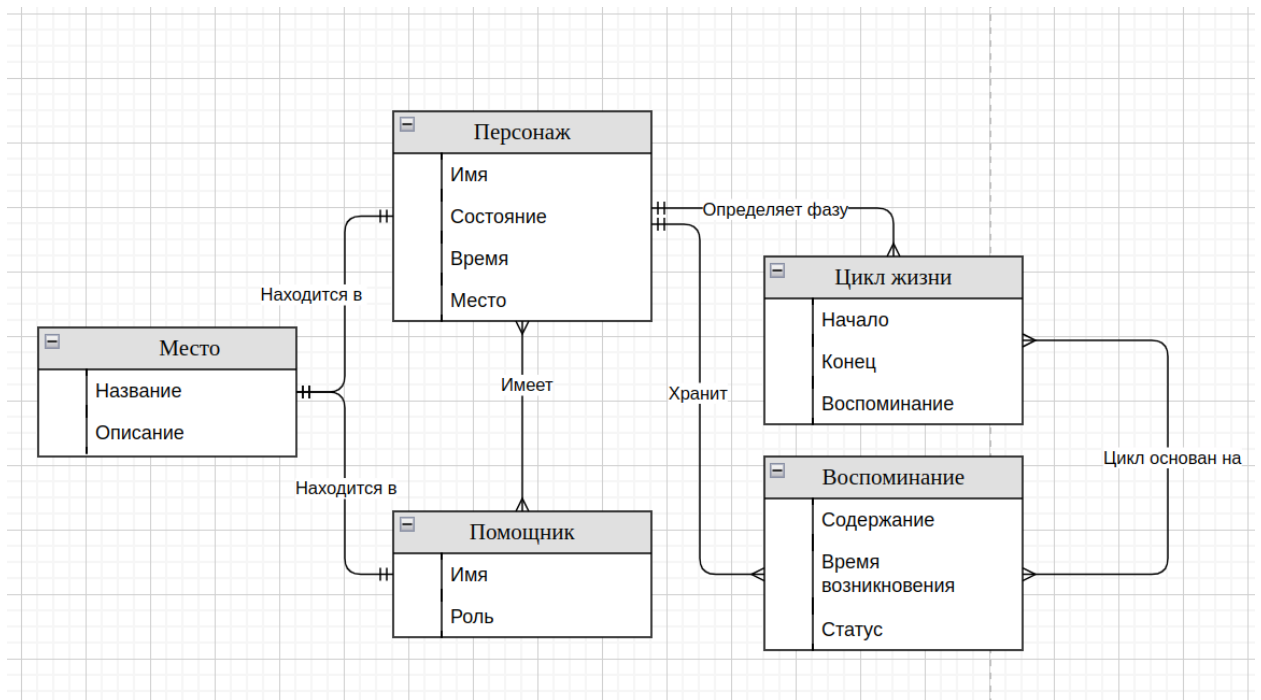 Персонаж
Имя
Состояние
Время
Место
Определяет фазу
Цикл жизни
Начало
Конец
Воспоминание
Находится в
Место
Название
Описание
Имеет
Хранит
Цикл основан на
Находится в
Помощник
Имя
Роль
Воспоминание
Содержание
Время
возникновения
Статус